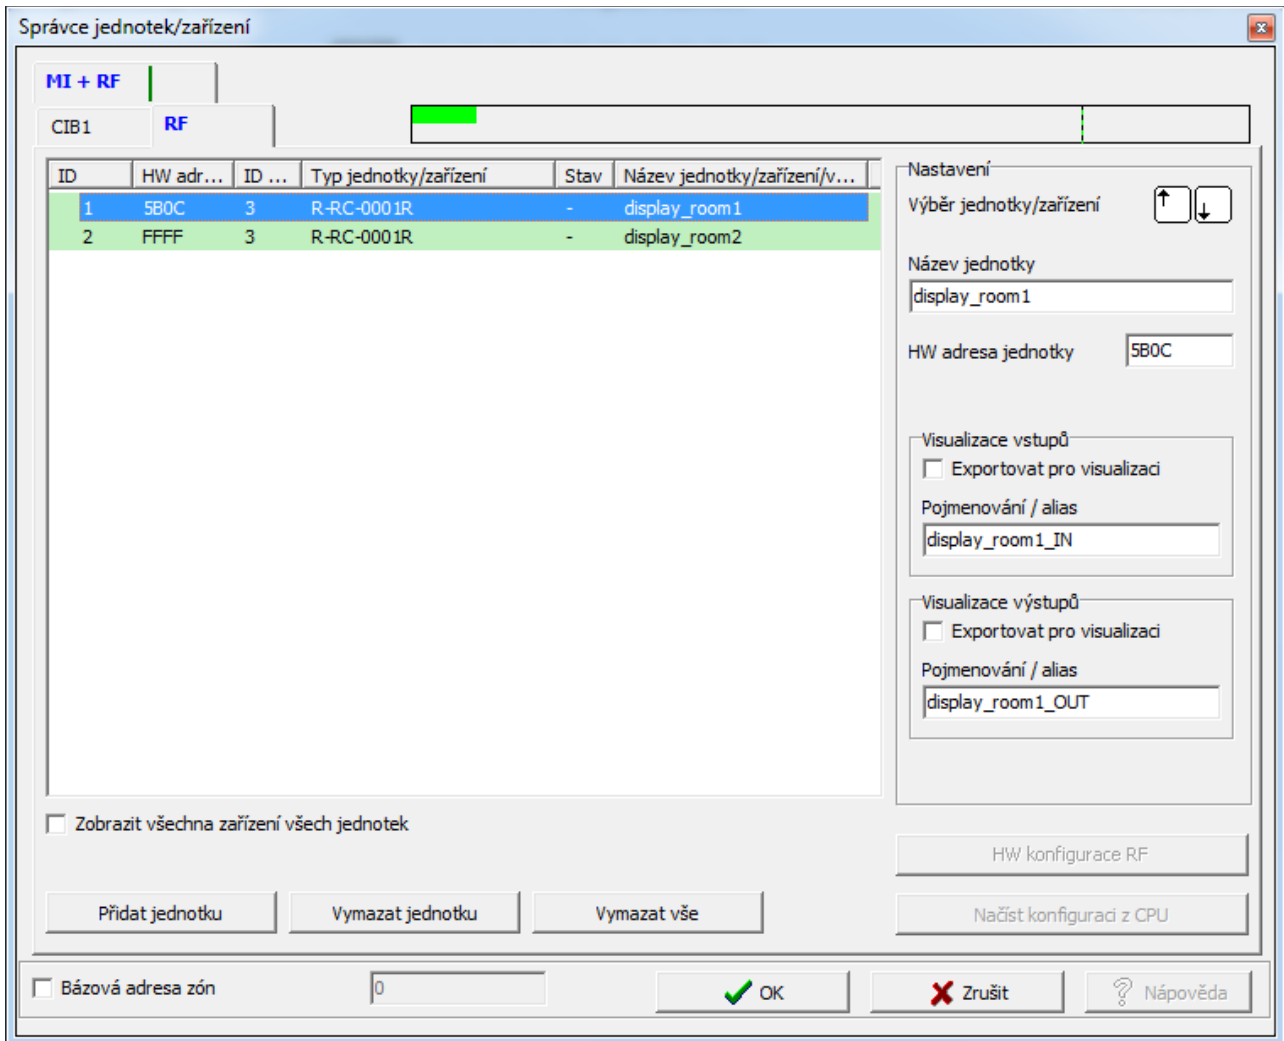 Správce jednotek/zařízení
MI + RF
CIB1 RF
ID HW adr... ID ... Typ jednotky/zařízení Stav Název jednotky/zařízení/v...
1 5B0C 3 R-RC-0001R - display_room1
2 FFFF 3 R-RC-0001R - display_room2
Nastavení
Výběr jednotky/zařízení
Název jednotky
display_room1
HW adresa jednotky 5B0C
Visualizace vstupů
Exportovat pro visualizaci
Pojmenování / alias
display_room1_IN
Visualizace výstupů
Exportovat pro visualizaci
Pojmenování / alias
display_room1_OUT
Zobrazit všechna zařízení všech jednotek
HW konfigurace RF
Přidat jednotku Vymazat jednotku Vymazat vše Načíst konfiguraci z CPU
Bázová adresa zón 0 OK Zrušit Nápověda